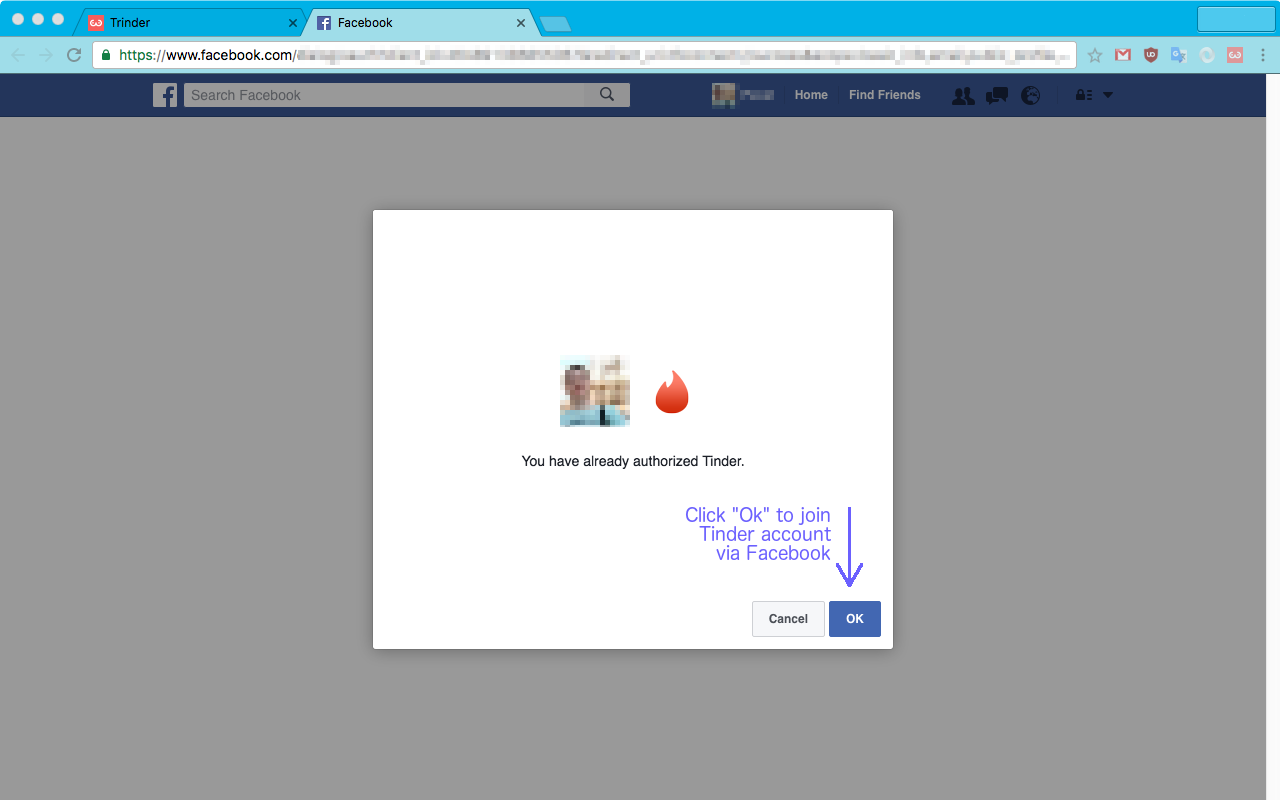 Trinder
Facebook
https://www.facebook.com/
Search Facebook
Home
Find Friends
You have already authorized Tinder.
Click "Ok" to join
Tinder account
via Facebook
Cancel
OK